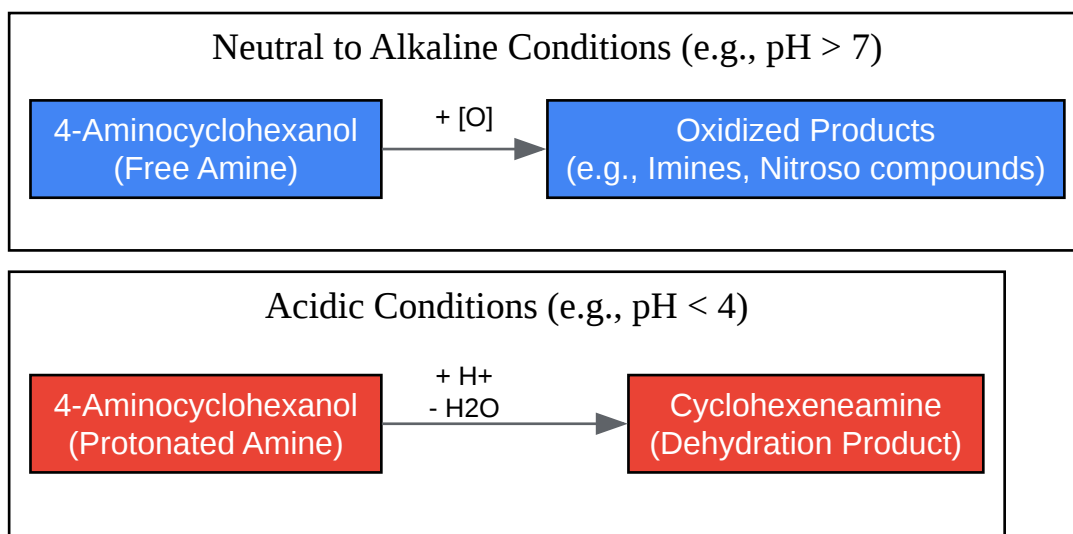 Neutral to Alkaline Conditions (e.g., pH > 7)
4-Aminocyclohexanol
(Free Amine)
+ [O]
Oxidized Products
(e.g., Imines, Nitroso compounds)
Acidic Conditions (e.g., pH < 4)
4-Aminocyclohexanol
(Protonated Amine)
+ H+
- H2O
Cyclohexeneamine
(Dehydration Product)